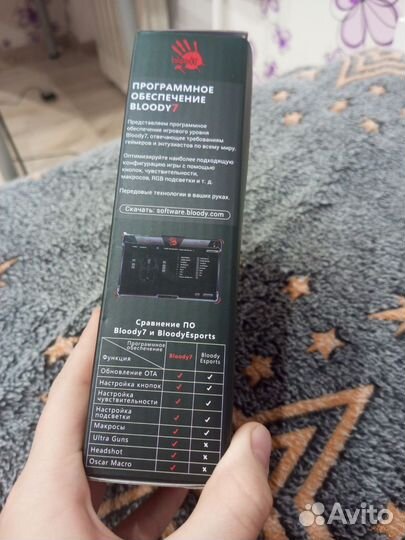 ПРОГРАММНОЕ
ОБЕСПЕЧЕНИЕ
BLOODY7
Представляем программное
обеспечение игрового уровня
Bloody7, отвечающее требованиям
геймеров и энтузиастов по всему миру.
Оптимизируйте наиболее подходящую
конфигурацию игры с помощью
кнопок, чувствительности,
макросов, RGB подсветки и т. д.
Передовые технологии в ваших руках.
Скачать: software.bloody.com
Сравнение ПО
Bloody7 и BloodyEsports
Программное
обеспечение
Функция
Bloody7
Bloody
Esports
Обновление OTA ✓ ✓
Настройка кнопок ✓ ✓
Настройка
чувствительности ✓ ✓
Настройка
подсветки ✓ ✓
Макросы ✓ ✓
Ultra Guns ✓ x
Headshot ✓ x
Oscar Macro ✓ x
Avito